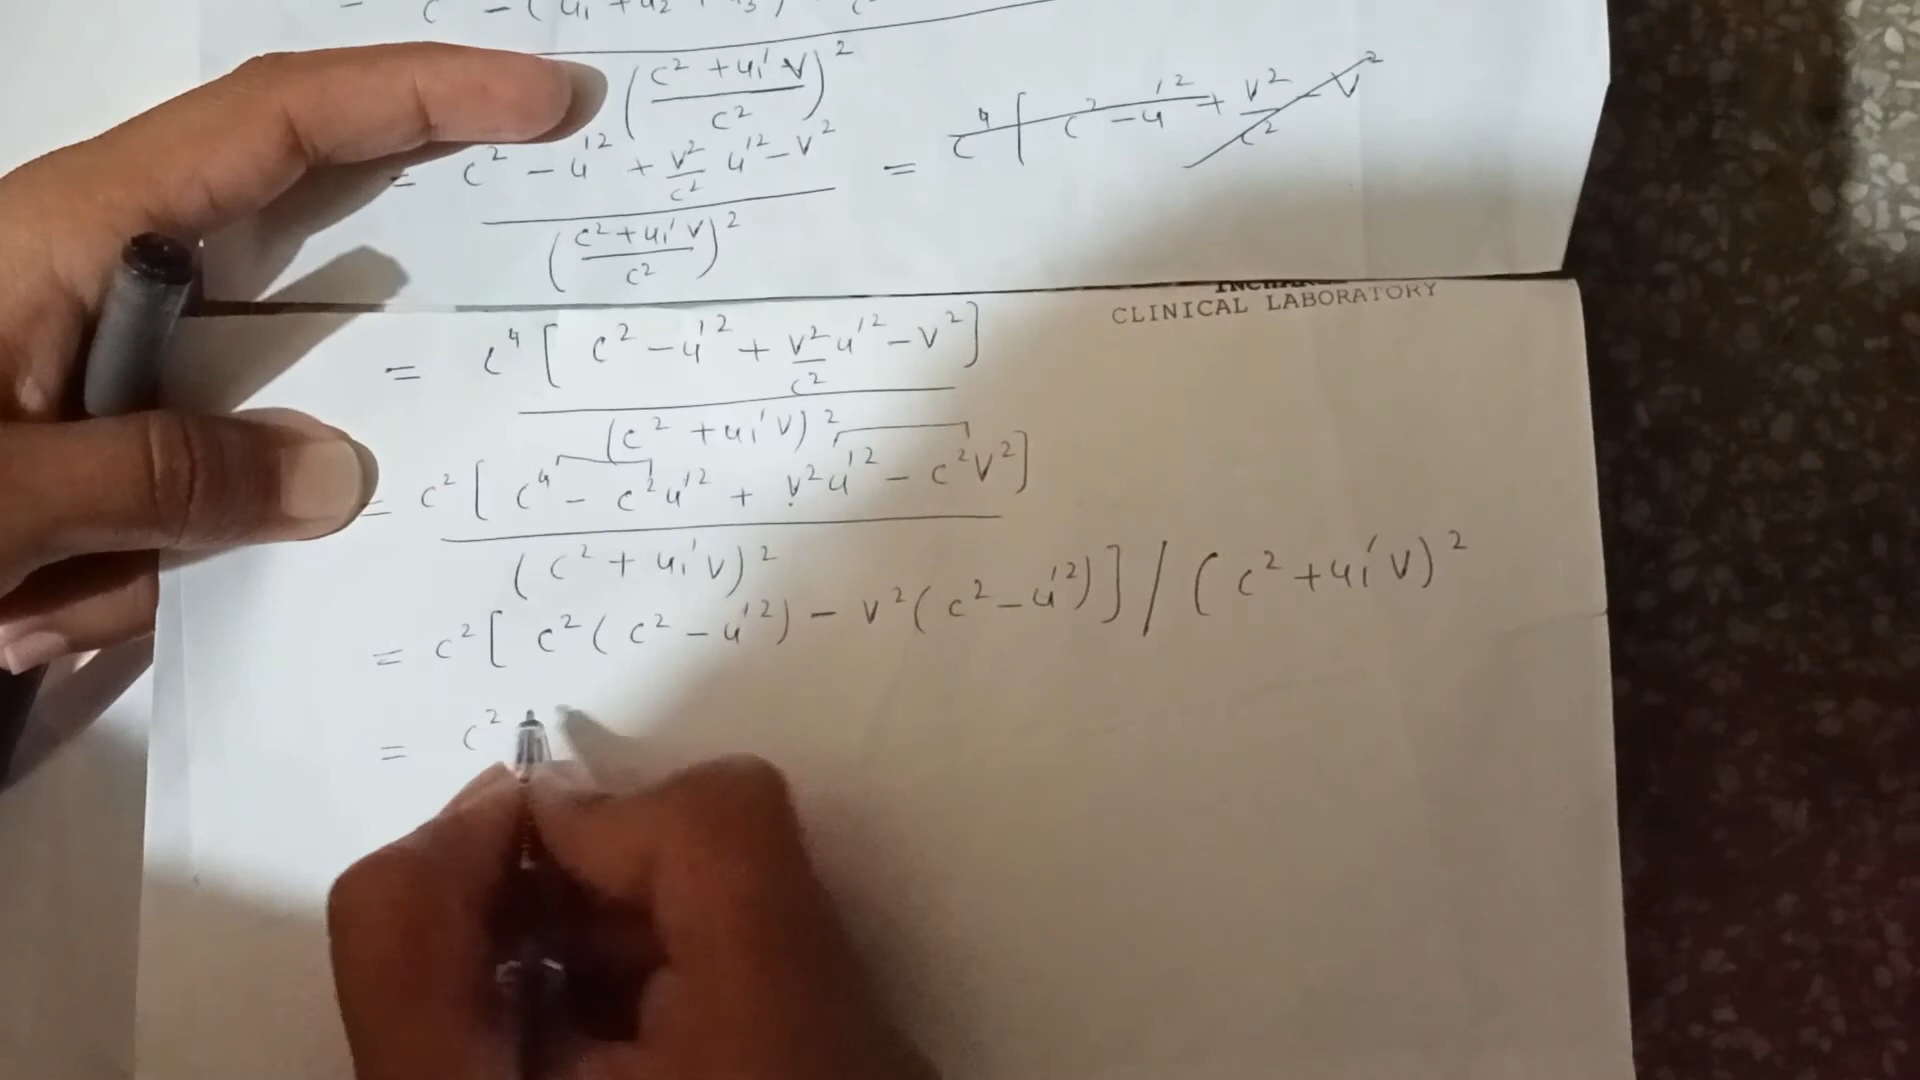 (c² + u₁'v / c²)²
= c² - u'² + v²/c² u'² - v² = c⁴[ c² - u'² + v²/c² - v²
(c² + u₁'v / c²)²
CLINICAL LABORATORY
= c⁴ [ c² - u'² + v²/c² u'² - v² ]
(c² + u₁'v)²
= c² [ c⁴ - c²u'² + v²u'² - c²v² ]
(c² + u₁'v)²
= c² [ c² ( c² - u'² ) - v² ( c² - u'² ) ] / ( c² + u₁'v )²
= c²